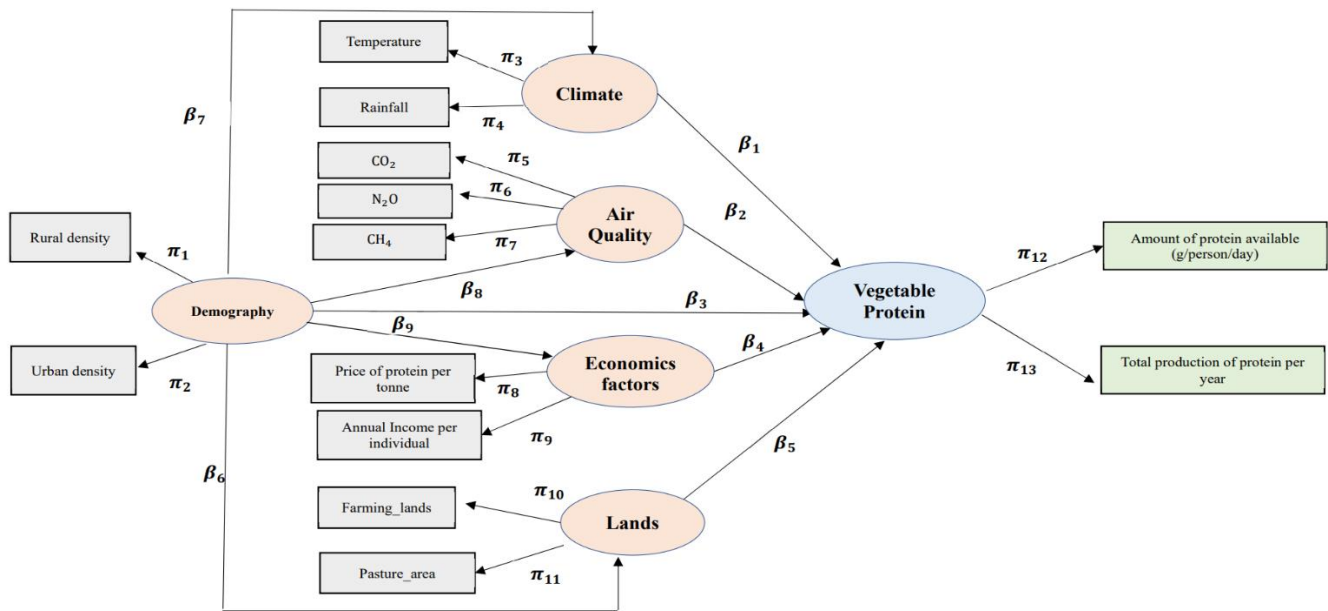 Temperature
π₃
Climate
β₇
Rainfall
π₄
β₁
CO₂
π₅
N₂O
π₆
Air
Quality
β₂
CH₄
π₇
Rural density
π₁
π₁₂
Amount of protein available
(g/person/day)
Demography
β₈
β₃
Vegetable
Protein
β₉
β₄
Urban density
π₂
Price of protein per
tonne
π₈
Economics
factors
π₁₃
Total production of protein per
year
Annual Income per
individual
π₉
β₅
β₆
Farming_lands
π₁₀
Lands
Pasture_area
π₁₁